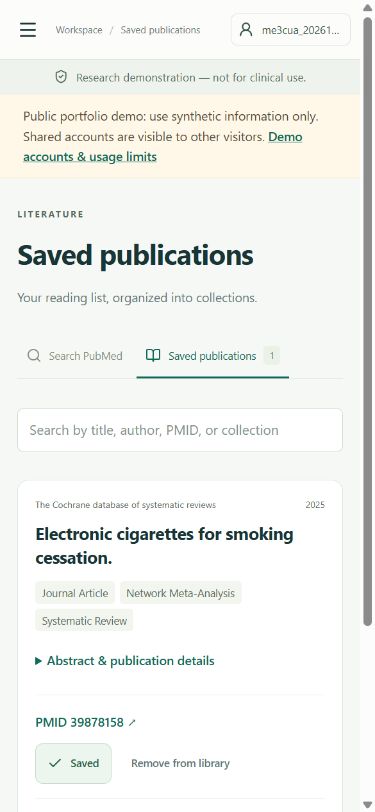 Workspace / Saved publications
me3cua_20261...
Research demonstration — not for clinical use.
Public portfolio demo: use synthetic information only.
Shared accounts are visible to other visitors. Demo
accounts & usage limits
LITERATURE
Saved publications
Your reading list, organized into collections.
Search PubMed
Saved publications 1
Search by title, author, PMID, or collection
The Cochrane database of systematic reviews 2025
Electronic cigarettes for smoking
cessation.
Journal Article Network Meta-Analysis
Systematic Review
Abstract & publication details
PMID 39878158 ↗
Saved Remove from library